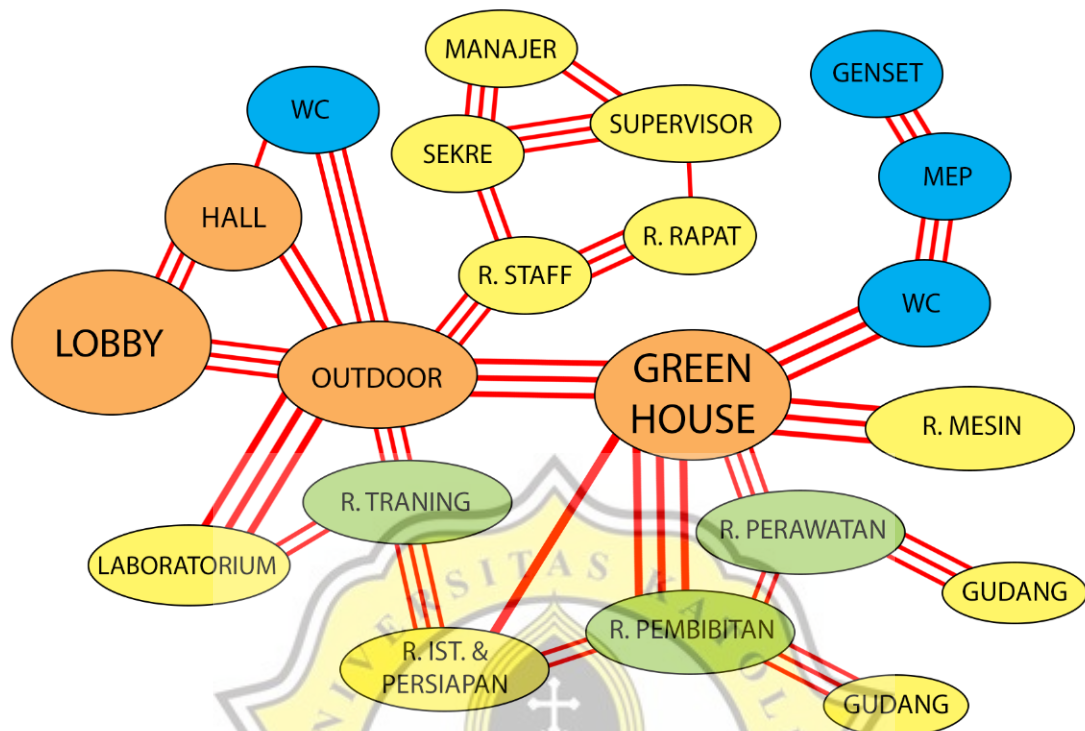 MANAJER
GENSET
WC
SUPERVISOR
SEKRE
MEP
HALL
R. RAPAT
R. STAFF
WC
LOBBY
OUTDOOR
GREEN
HOUSE
R. MESIN
R. TRANING
R. PERAWATAN
LABORATORIUM
GUDANG
R. PEMBIBITAN
R. IST. &
PERSIAPAN
GUDANG